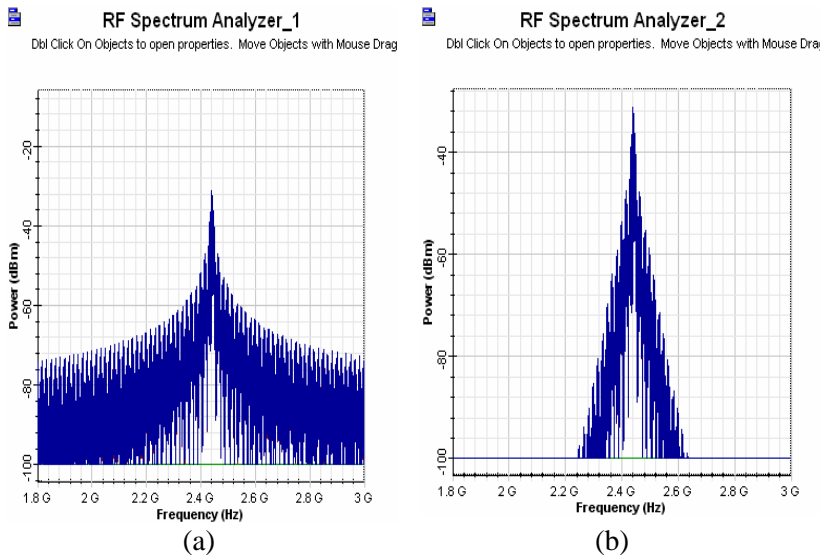 RF Spectrum Analyzer_1
Dbl Click On Objects to open properties. Move Objects with Mouse Drag
Power (dBm)
-20
-40
-60
-80
-100
1.8 G 2 G 2.2 G 2.4 G 2.6 G 2.8 G 3 G
Frequency (Hz)
(a)
RF Spectrum Analyzer_2
Dbl Click On Objects to open properties. Move Objects with Mouse Drag
Power (dBm)
-40
-60
-80
-100
1.8 G 2 G 2.2 G 2.4 G 2.6 G 2.8 G 3 G
Frequency (Hz)
(b)